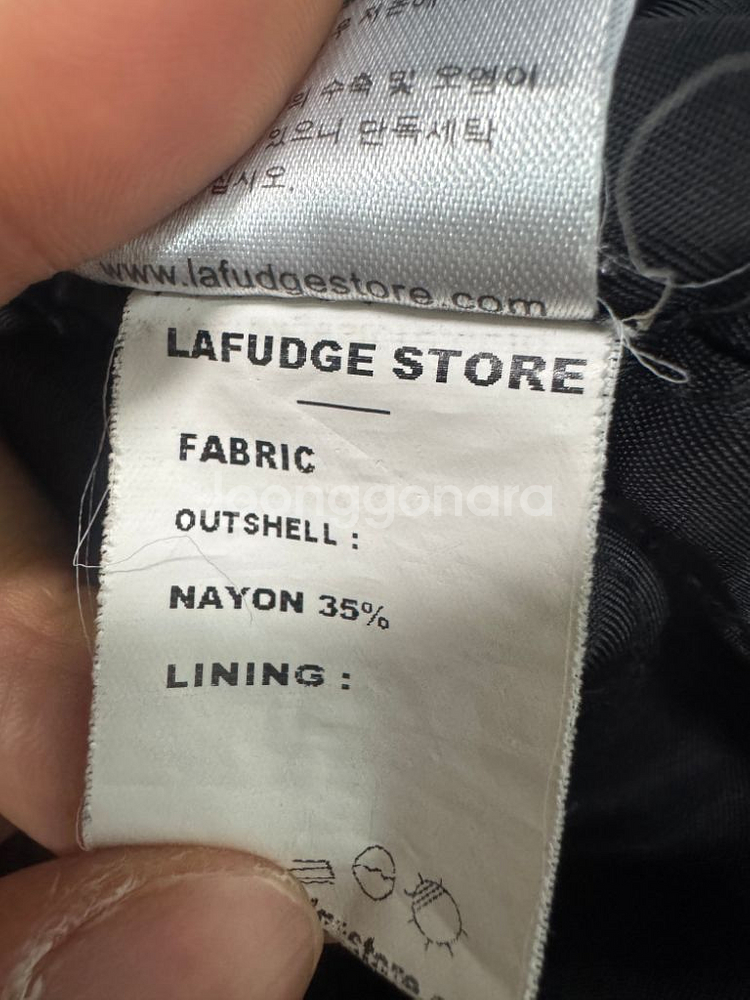 수축 및 오염이
있으니 단독세탁
십시오.
www.lafudgestore.com
LAFUDGE STORE
FABRIC
joonggonara
OUTSHELL :
NAYON 35%
LINING :